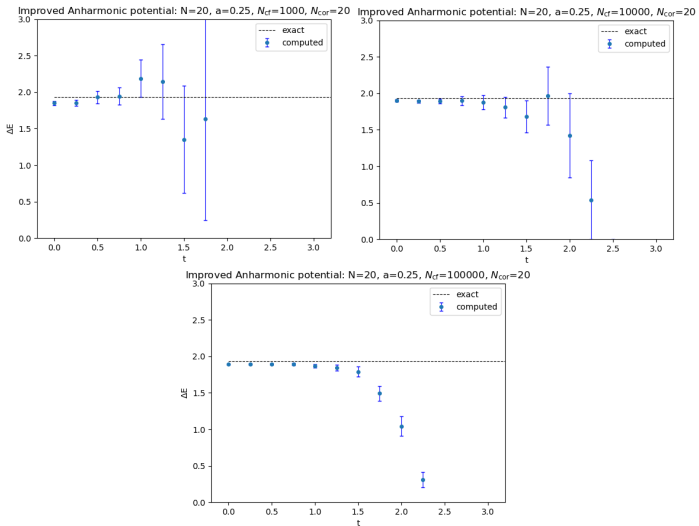 Improved Anharmonic potential: N=20, a=0.25, N_cf=1000, N_cor=20
3.0
2.5
2.0
1.5
1.0
0.5
0.0
ΔE
exact
computed
0.0 0.5 1.0 1.5 2.0 2.5 3.0
t
Improved Anharmonic potential: N=20, a=0.25, N_cf=10000, N_cor=20
3.0
2.5
2.0
1.5
1.0
0.5
0.0
ΔE
exact
computed
0.0 0.5 1.0 1.5 2.0 2.5 3.0
t
Improved Anharmonic potential: N=20, a=0.25, N_cf=100000, N_cor=20
3.0
2.5
2.0
1.5
1.0
0.5
0.0
ΔE
exact
computed
0.0 0.5 1.0 1.5 2.0 2.5 3.0
t